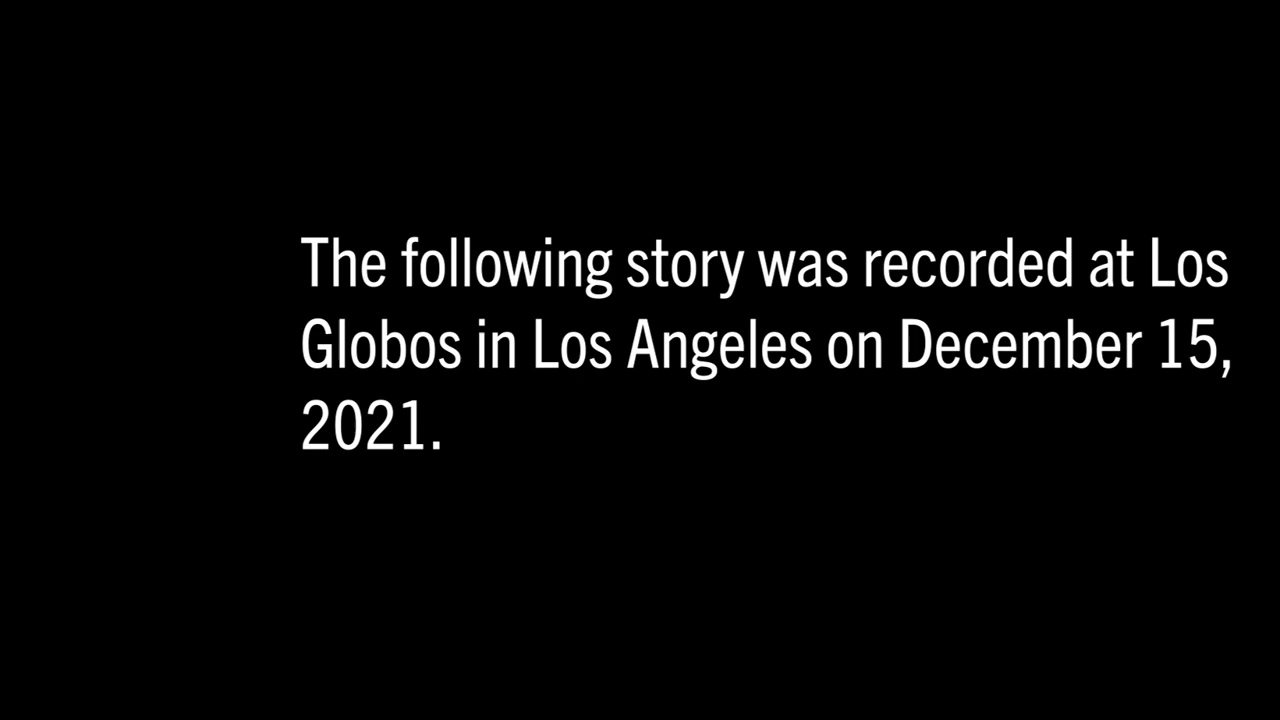 The following story was recorded at Los
Globos in Los Angeles on December 15,
2021.